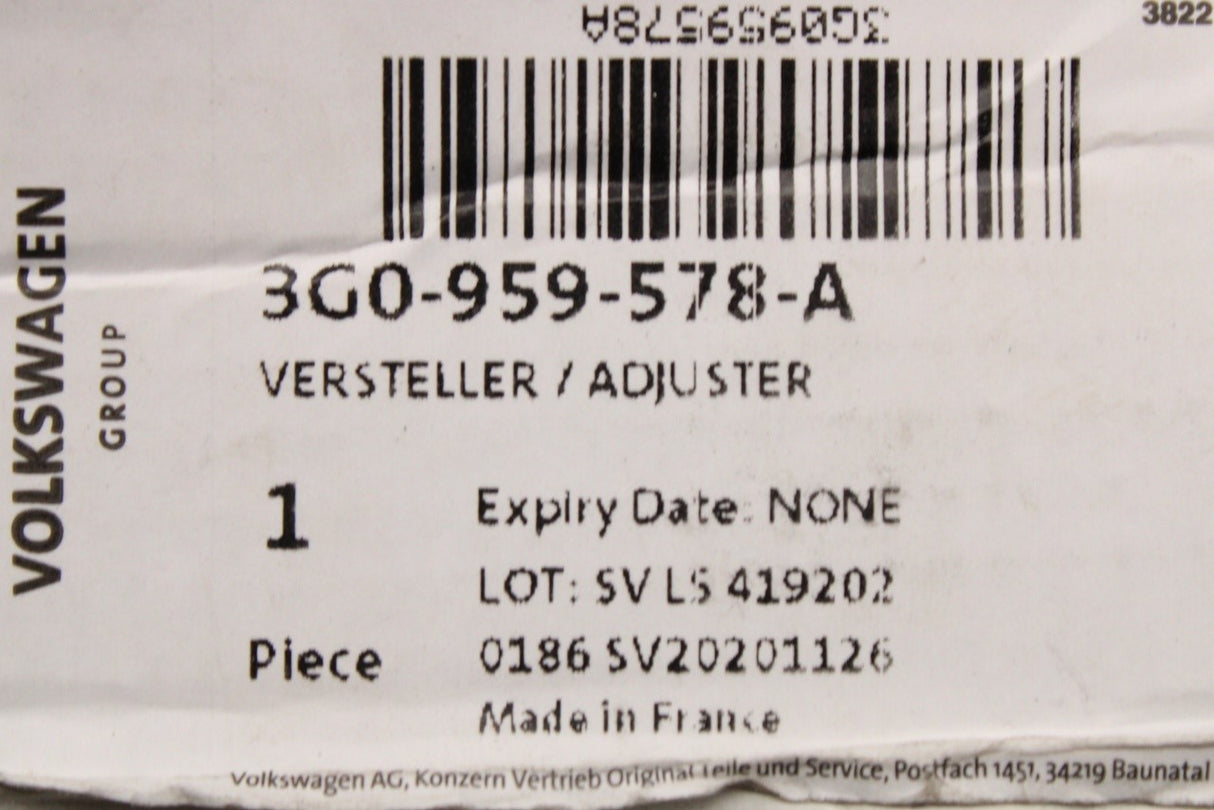 3822
3G0959578A
VOLKSWAGEN
GROUP
3G0-959-578-A
VERSTELLER / ADJUSTER
1
Piece
Expiry Date: NONE
LOT: SV LS 419202
0186 SV20201126
Made in France
Volkswagen AG, Konzern Vertrieb Original Teile und Service, Postfach 1451, 34219 Baunatal